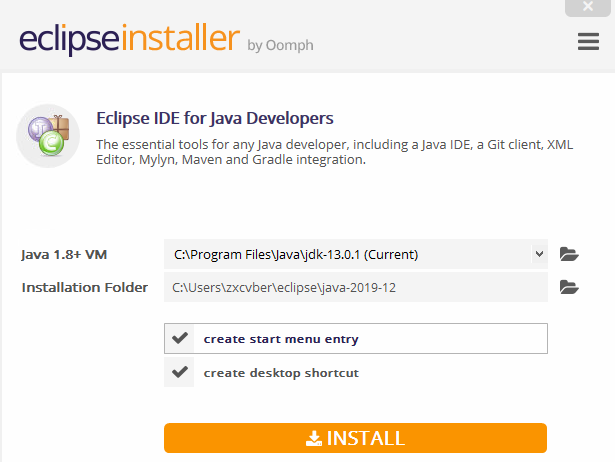 eclipseinstaller by Oomph
Eclipse IDE for Java Developers
The essential tools for any Java developer, including a Java IDE, a Git client, XML
Editor, Mylyn, Maven and Gradle integration.
Java 1.8+ VM C:\Program Files\Java\jdk-13.0.1 (Current)
Installation Folder C:\Users\zxcvber\eclipse\java-2019-12
create start menu entry
create desktop shortcut
INSTALL